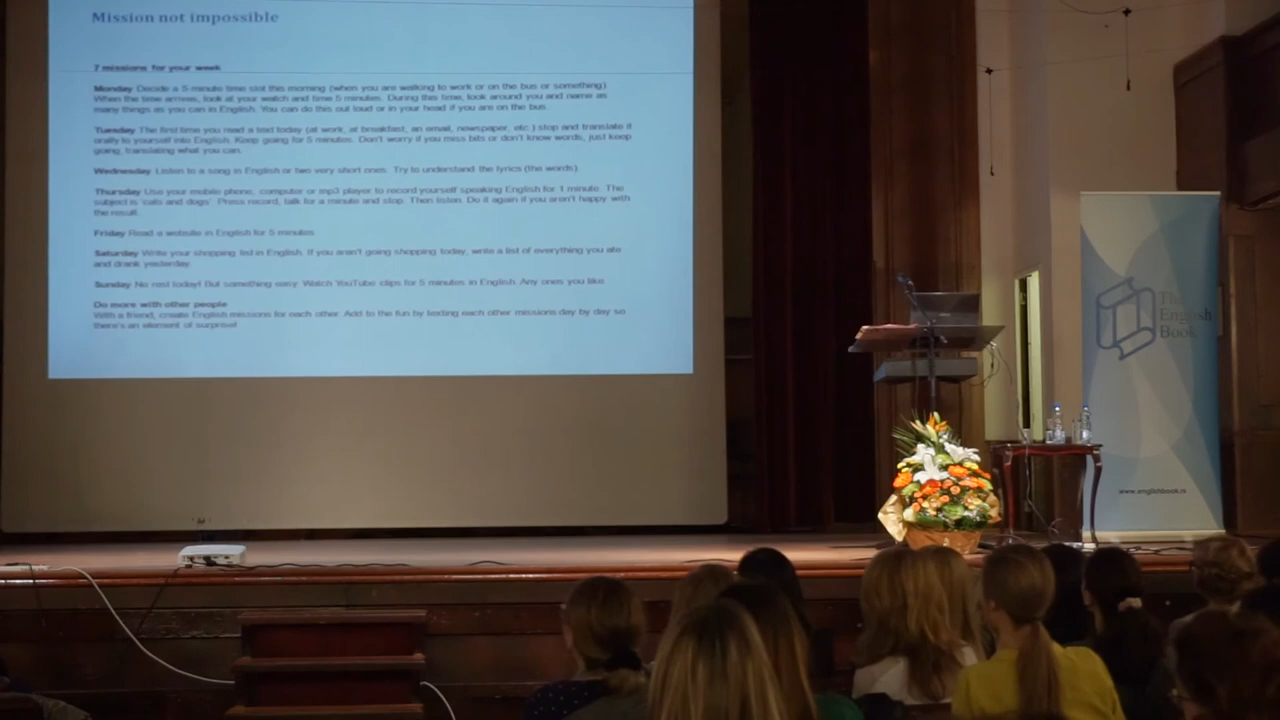 Mission not impossible
7 missions for your week
Monday Decide a 5 minute time slot this morning (when you are walking to work or on the bus or something)
When the time arrives, look at your watch and time 5 minutes. During this time, look around you and name as
many things as you can in English. You can do this out loud or in your head if you are on the bus.
Tuesday The first time you read a text today (at work, at breakfast, an email, newspaper, etc.) stop and translate it
orally to yourself into English. Keep going for 5 minutes. Don't worry if you miss bits or don't know words, just keep
going, translating what you can.
Wednesday Listen to a song in English or two very short ones. Try to understand the lyrics (the words).
Thursday Use your mobile phone, computer or mp3 player to record yourself speaking English for 1 minute. The
subject is 'cats and dogs'. Press record, talk for a minute and stop. Then listen. Do it again if you aren't happy with
the result.
Friday Read a website in English for 5 minutes
Saturday Write your shopping list in English. If you aren't going shopping today, write a list of everything you ate
and drank yesterday.
Sunday No rest today! But something easy. Watch YouTube clips for 5 minutes in English. Any ones you like
Do more with other people
With a friend, create English missions for each other. Add to the fun by texting each other missions day by day so
there's an element of surprise!
The
English
Book
www.englishbook.rs